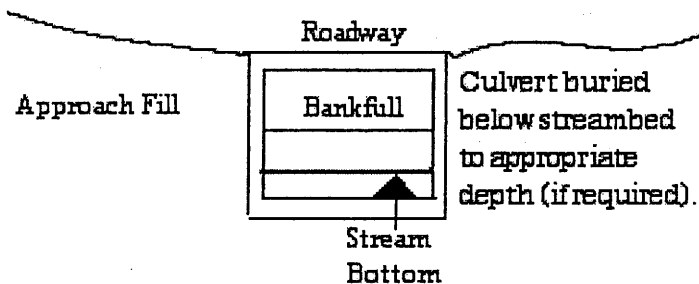 Roadway
Approach Fill
Bankfull
Culvert buried
below streambed
to appropriate
depth (if required).
Stream
Bottom